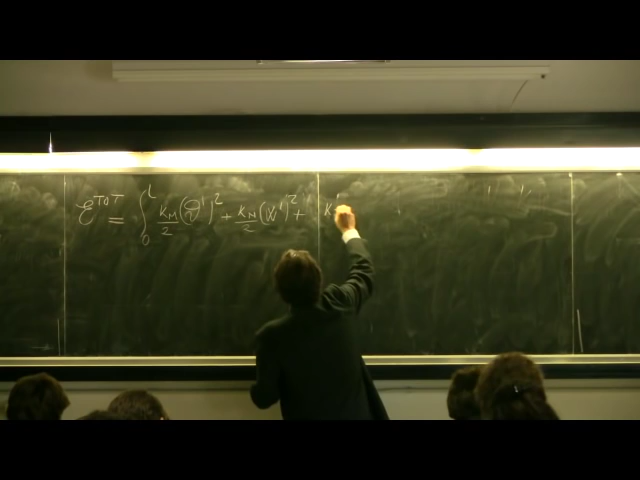 ℰ^TOT = ∫₀^L K_M/2 (θ')² + K_N/2 (u')² + K